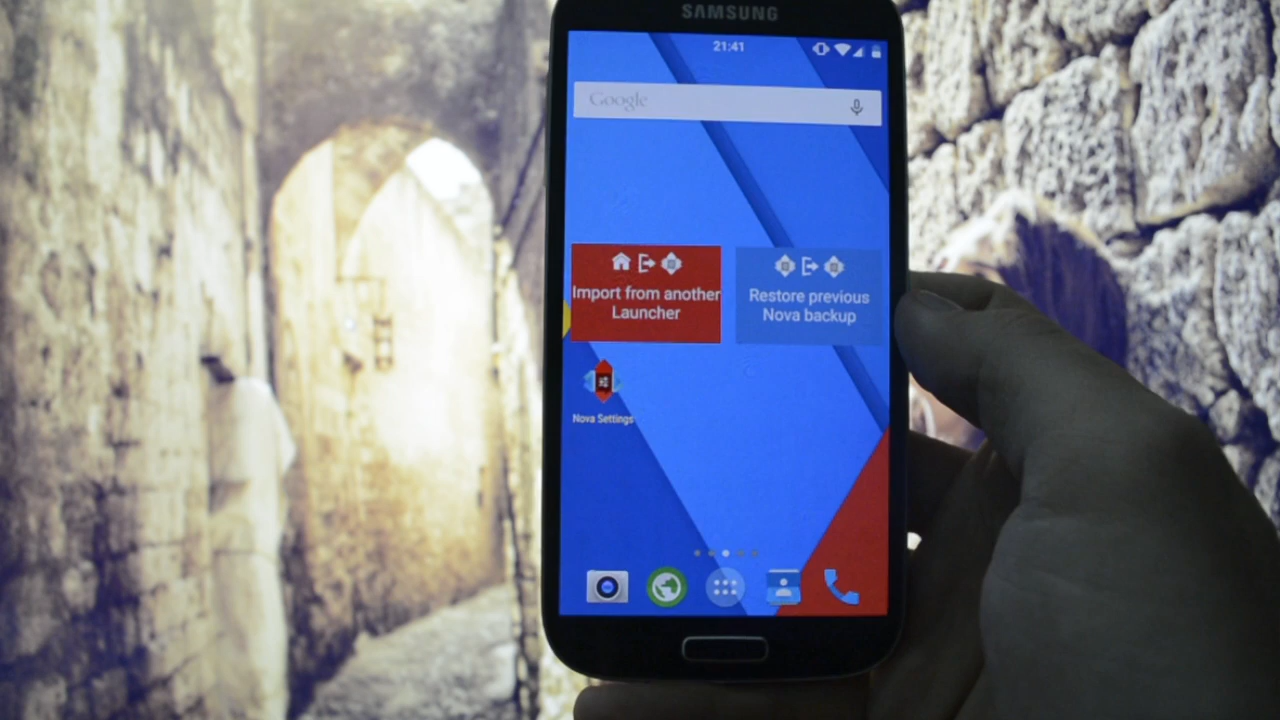 SAMSUNG
21:41
Google
Import from another
Launcher
Restore previous
Nova backup
Nova Settings